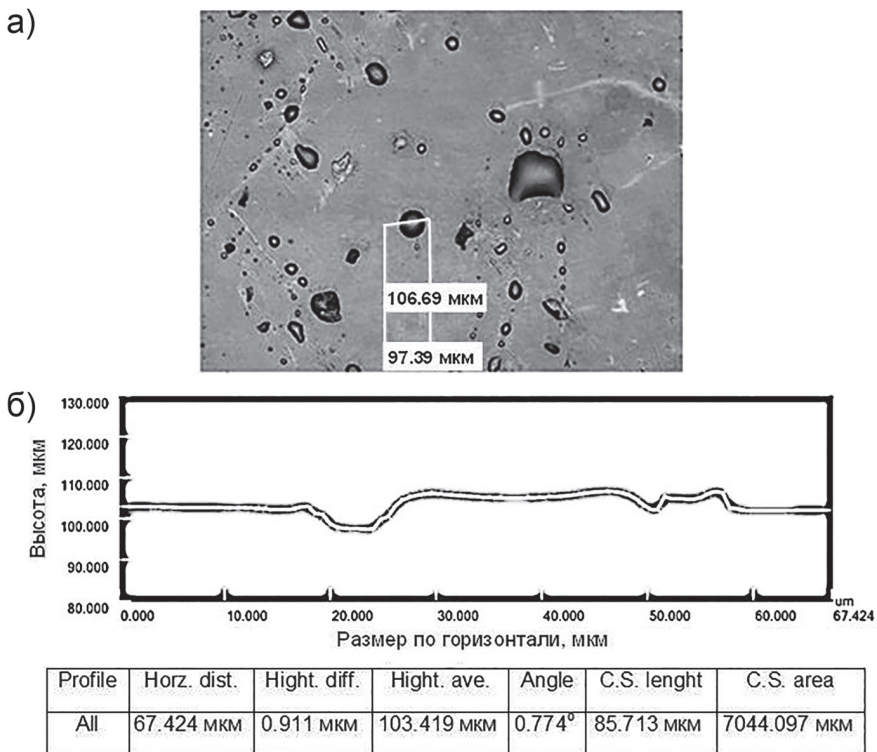 а)
106.69 мкм
97.39 мкм
б)
Высота, мкм
130.000
120.000
110.000
100.000
90.000
80.000
0.000 10.000 20.000 30.000 40.000 50.000 60.000 67.424
um
Размер по горизонтали, мкм
Profile Horz. dist. Hight. diff. Hight. ave. Angle C.S. lenght C.S. area
All 67.424 мкм 0.911 мкм 103.419 мкм 0.774⁰ 85.713 мкм 7044.097 мкм